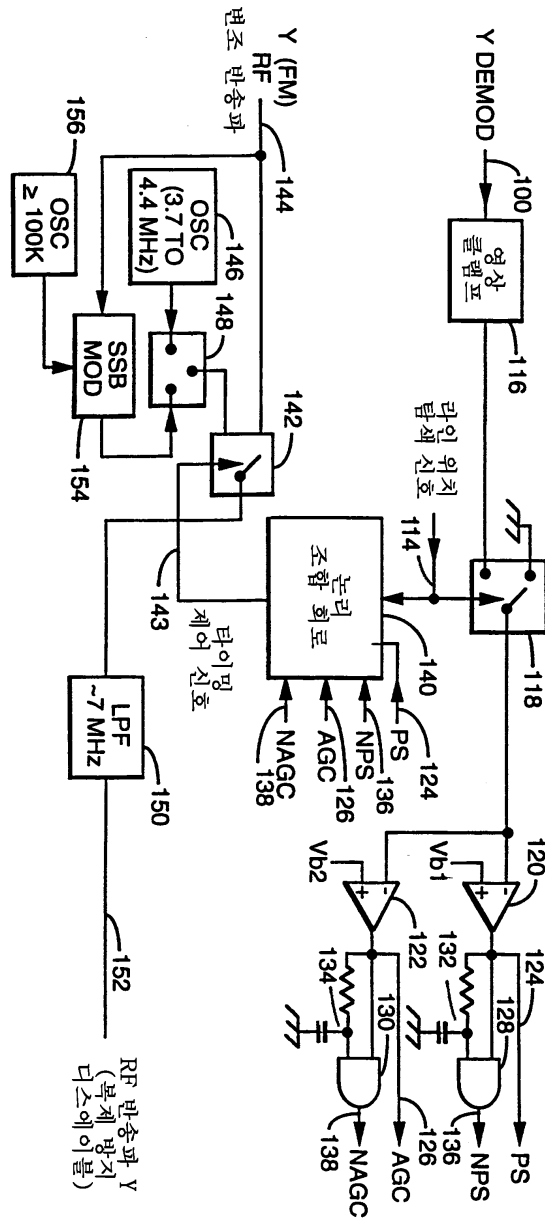 Y DEMOD
100
영상
클램프
116
118
라인 위치
탐색 신호
114
논리
조합 회로
140
PS
124
NPS
136
AGC
126
NAGC
138
120
Vb1
-
+
122
Vb2
-
+
124
PS
132
128
136
NPS
126
AGC
134
130
138
NAGC
Y (FM)
RF
변조 반송파
144
OSC
(3.7 TO
4.4 MHz)
146
148
142
156
OSC
≥ 100K
SSB
MOD
154
143
타이밍
제어 신호
LPF
~7 MHz
150
152
RF 반송파 Y
(복제 방지
디스에이블)